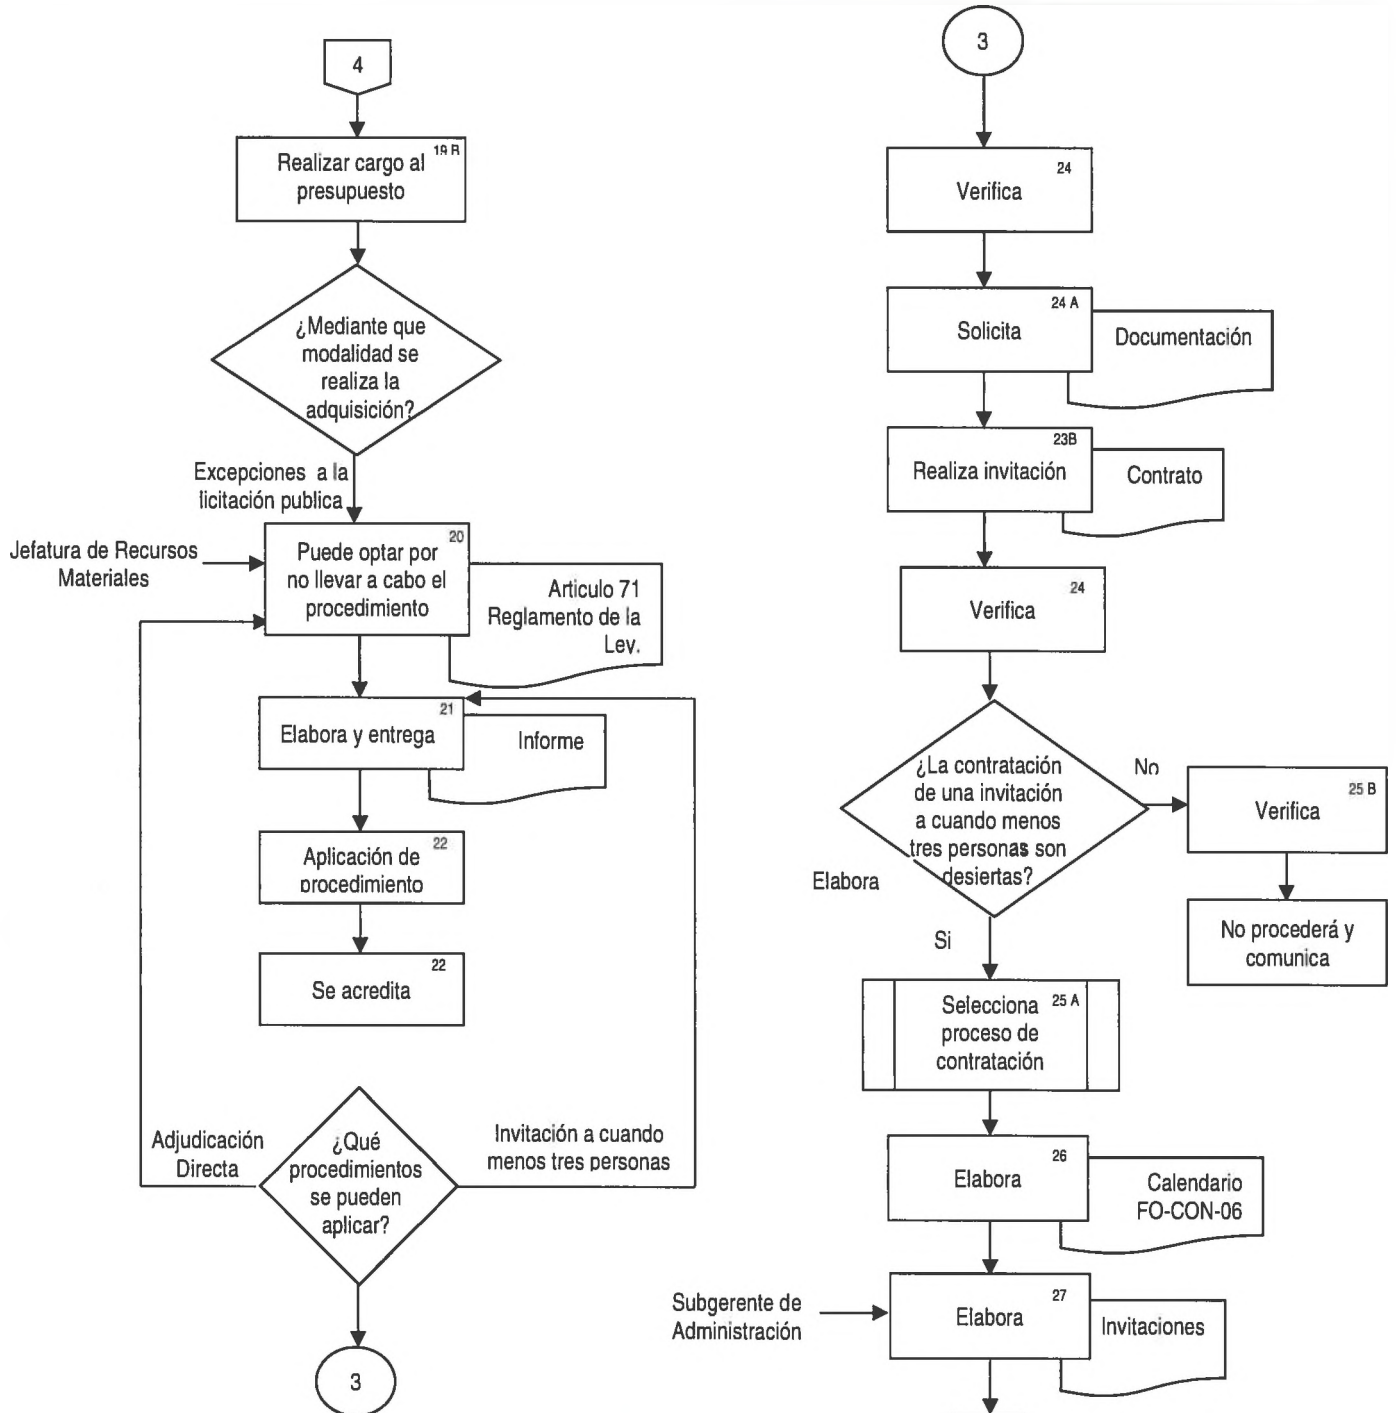 4
19 B
Realizar cargo al
presupuesto
¿Mediante que
modalidad se
realiza la
adquisición?
Excepciones a la
licitación publica
Jefatura de Recursos
Materiales
20
Puede optar por
no llevar a cabo el
procedimiento
Articulo 71
Reglamento de la
Ley.
21
Elabora y entrega
Informe
22
Aplicación de
procedimiento
22
Se acredita
Adjudicación
Directa
¿Qué
procedimientos
se pueden
aplicar?
Invitación a cuando
menos tres personas
3
3
24
Verifica
24 A
Solicita
Documentación
23B
Realiza invitación
Contrato
24
Verifica
¿La contratación
de una invitación
a cuando menos
tres personas son
desiertas?
No
25 B
Verifica
No procederá y
comunica
Elabora
Si
25 A
Selecciona
proceso de
contratación
26
Elabora
Calendario
FO-CON-06
Subgerente de
Administración
27
Elabora
Invitaciones